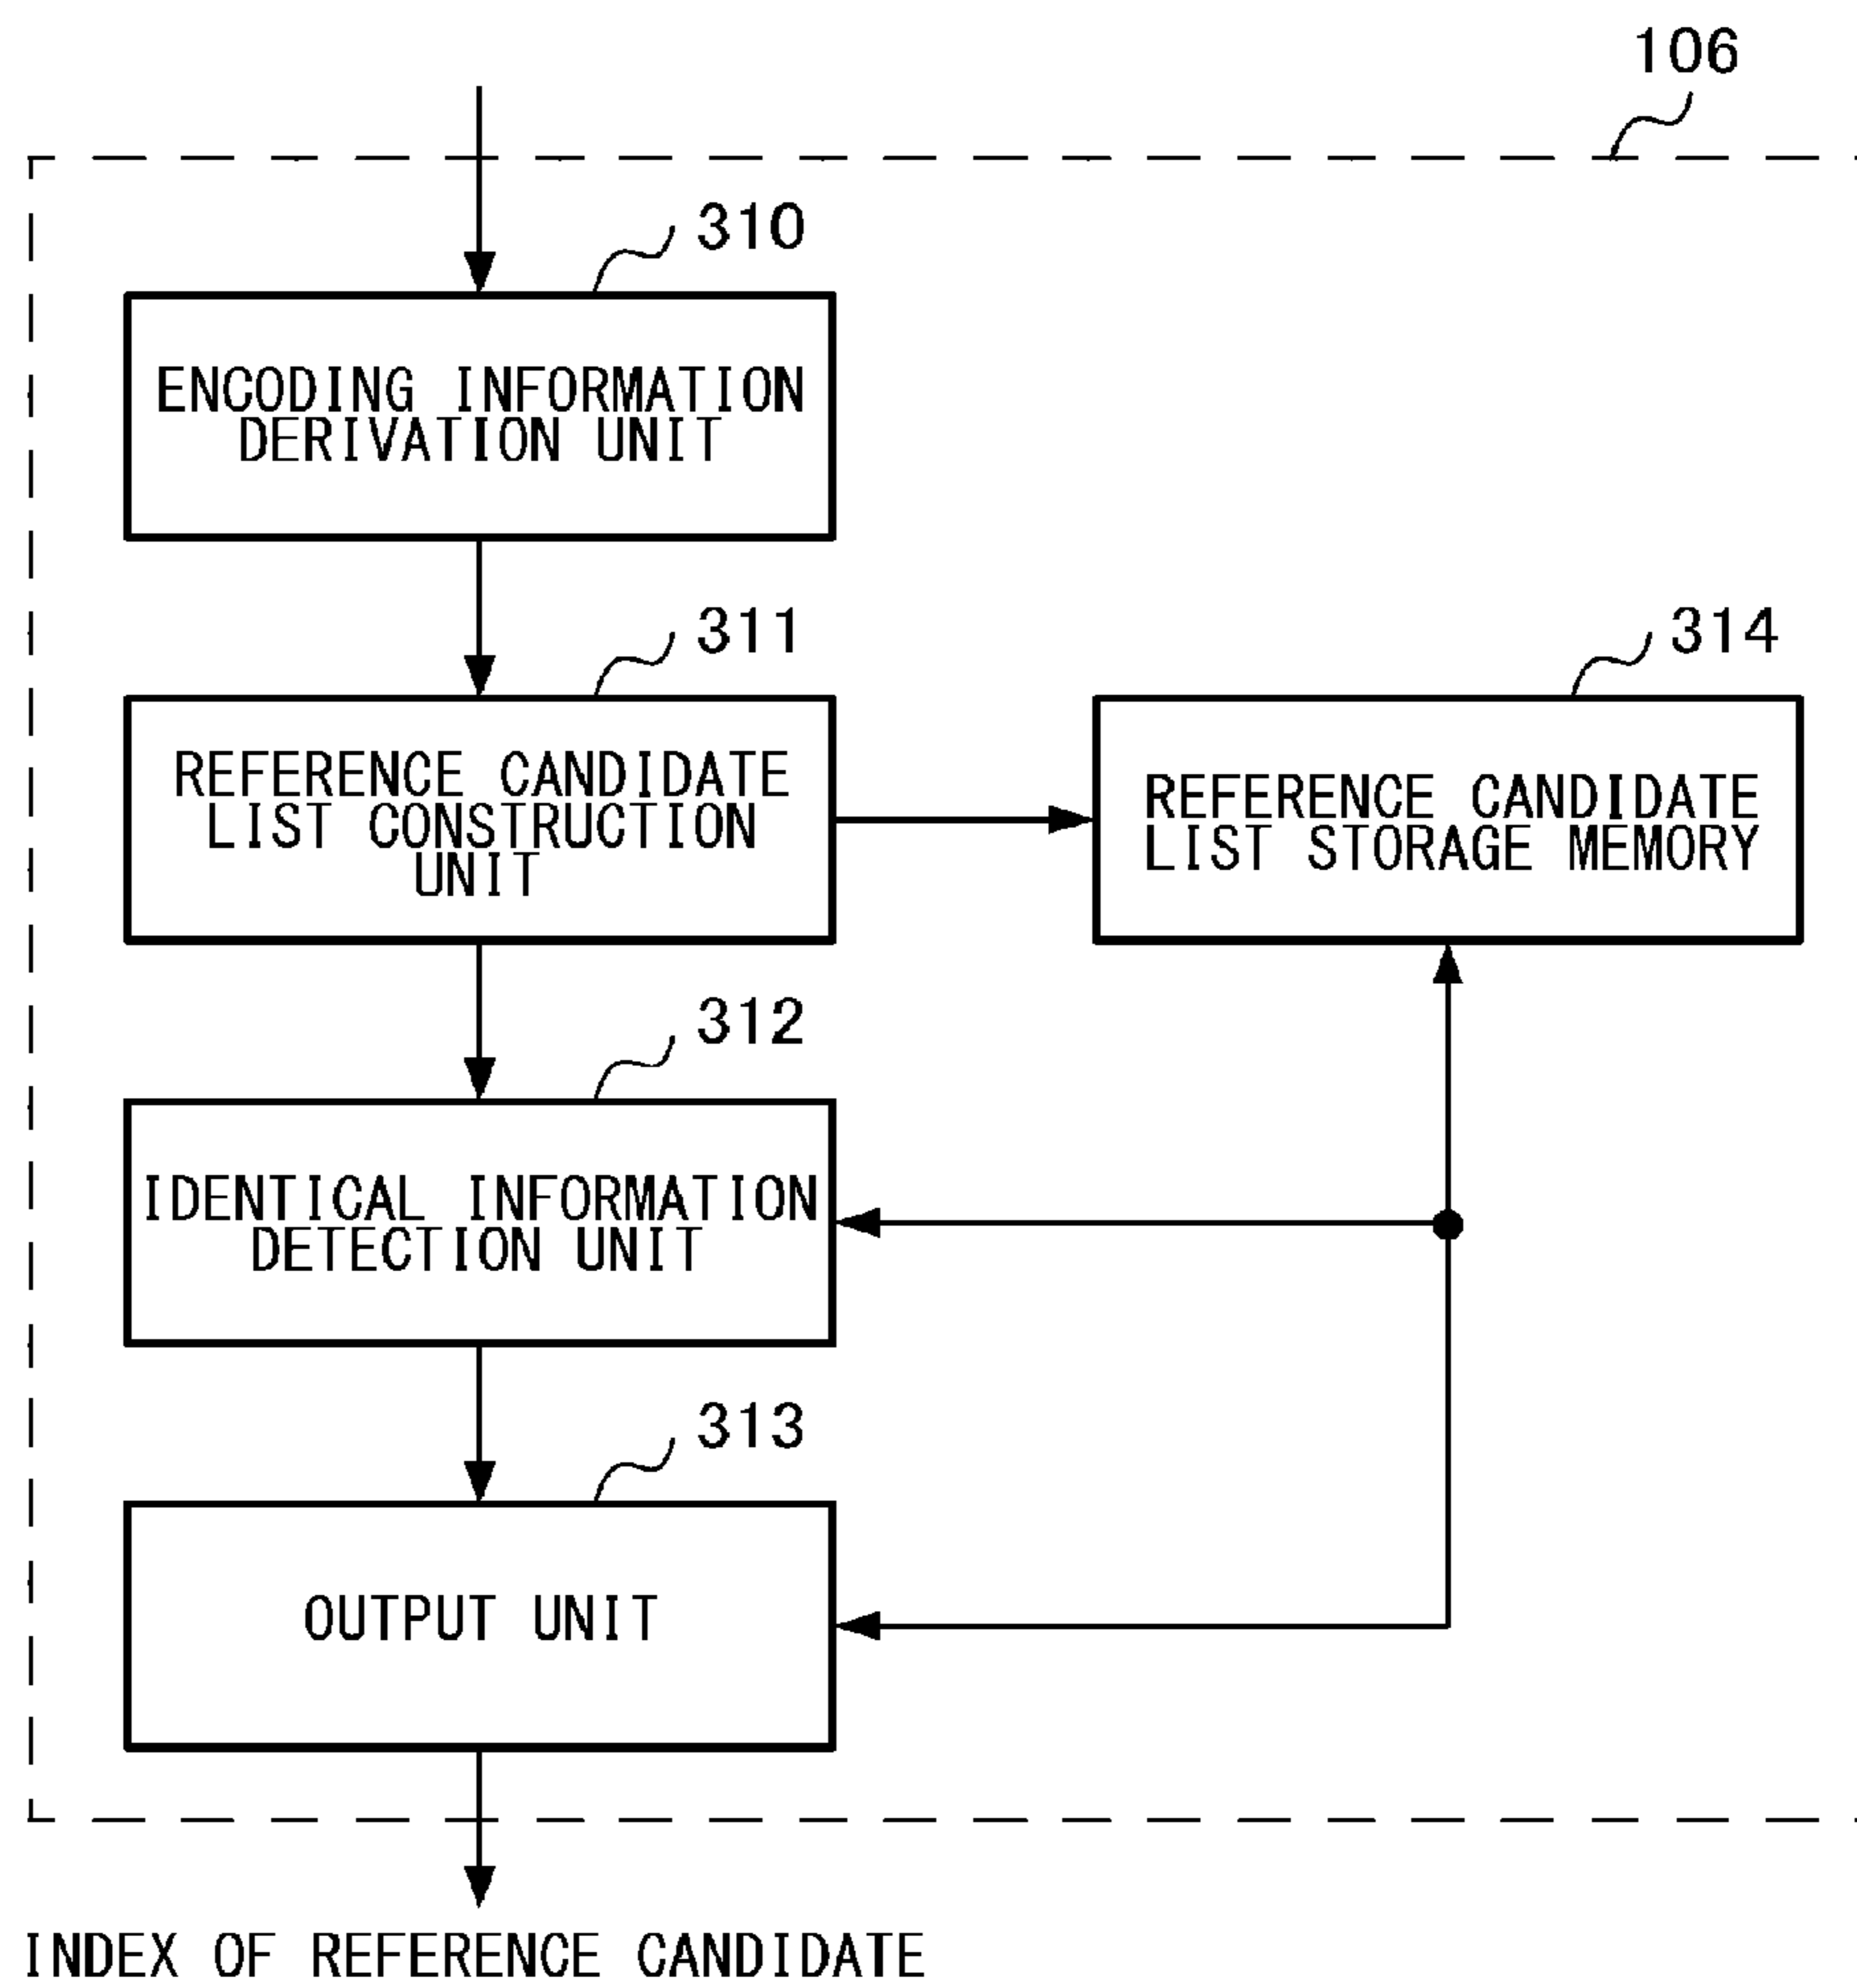 106
310
ENCODING INFORMATION
DERIVATION UNIT
311
REFERENCE CANDIDATE
LIST CONSTRUCTION
UNIT
314
REFERENCE CANDIDATE
LIST STORAGE MEMORY
312
IDENTICAL INFORMATION
DETECTION UNIT
313
OUTPUT UNIT
INDEX OF REFERENCE CANDIDATE